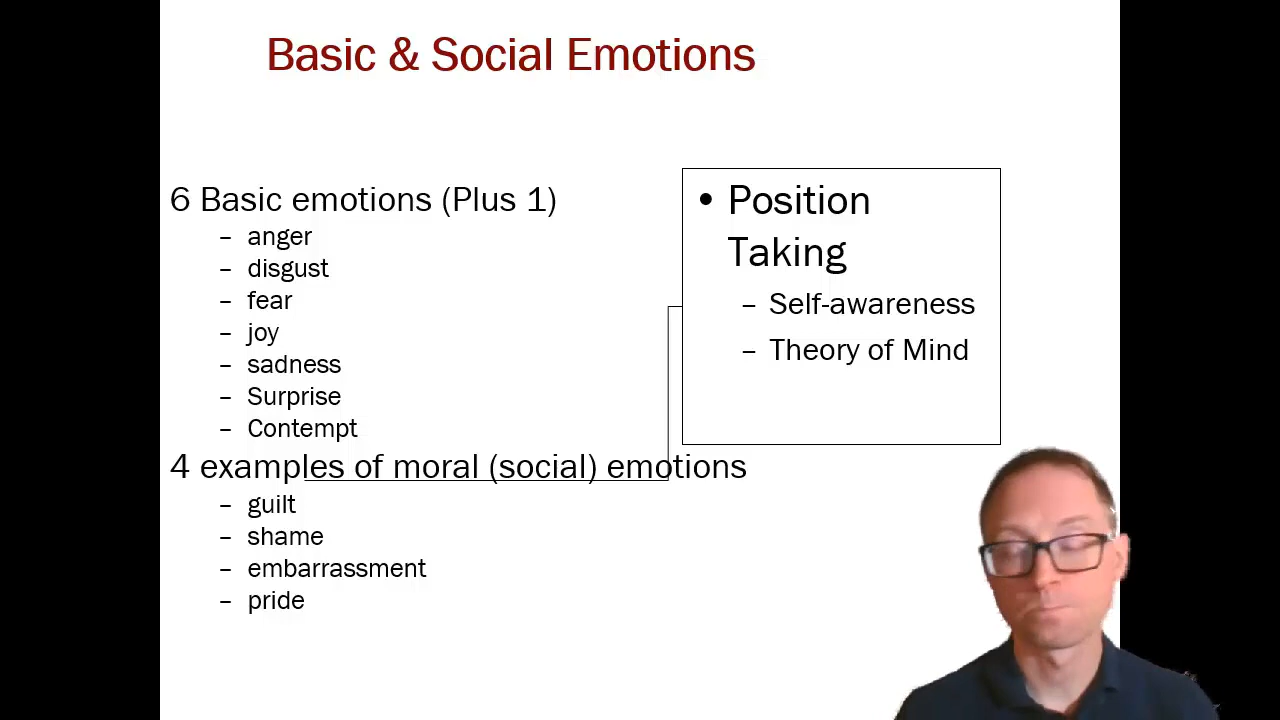 Basic & Social Emotions
6 Basic emotions (Plus 1)
– anger
– disgust
– fear
– joy
– sadness
– Surprise
– Contempt
4 examples of moral (social) emotions
– guilt
– shame
– embarrassment
– pride
• Position
Taking
– Self-awareness
– Theory of Mind